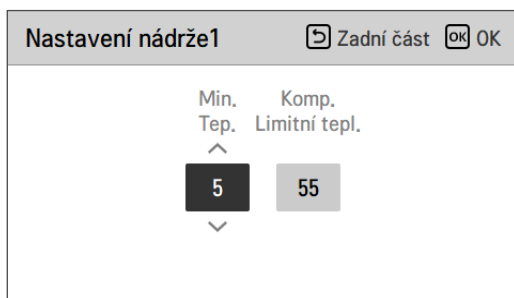 Nastavení nádrže1 Zadní část OK OK
Min. Komp.
Tep. Limitní tepl.
5 55